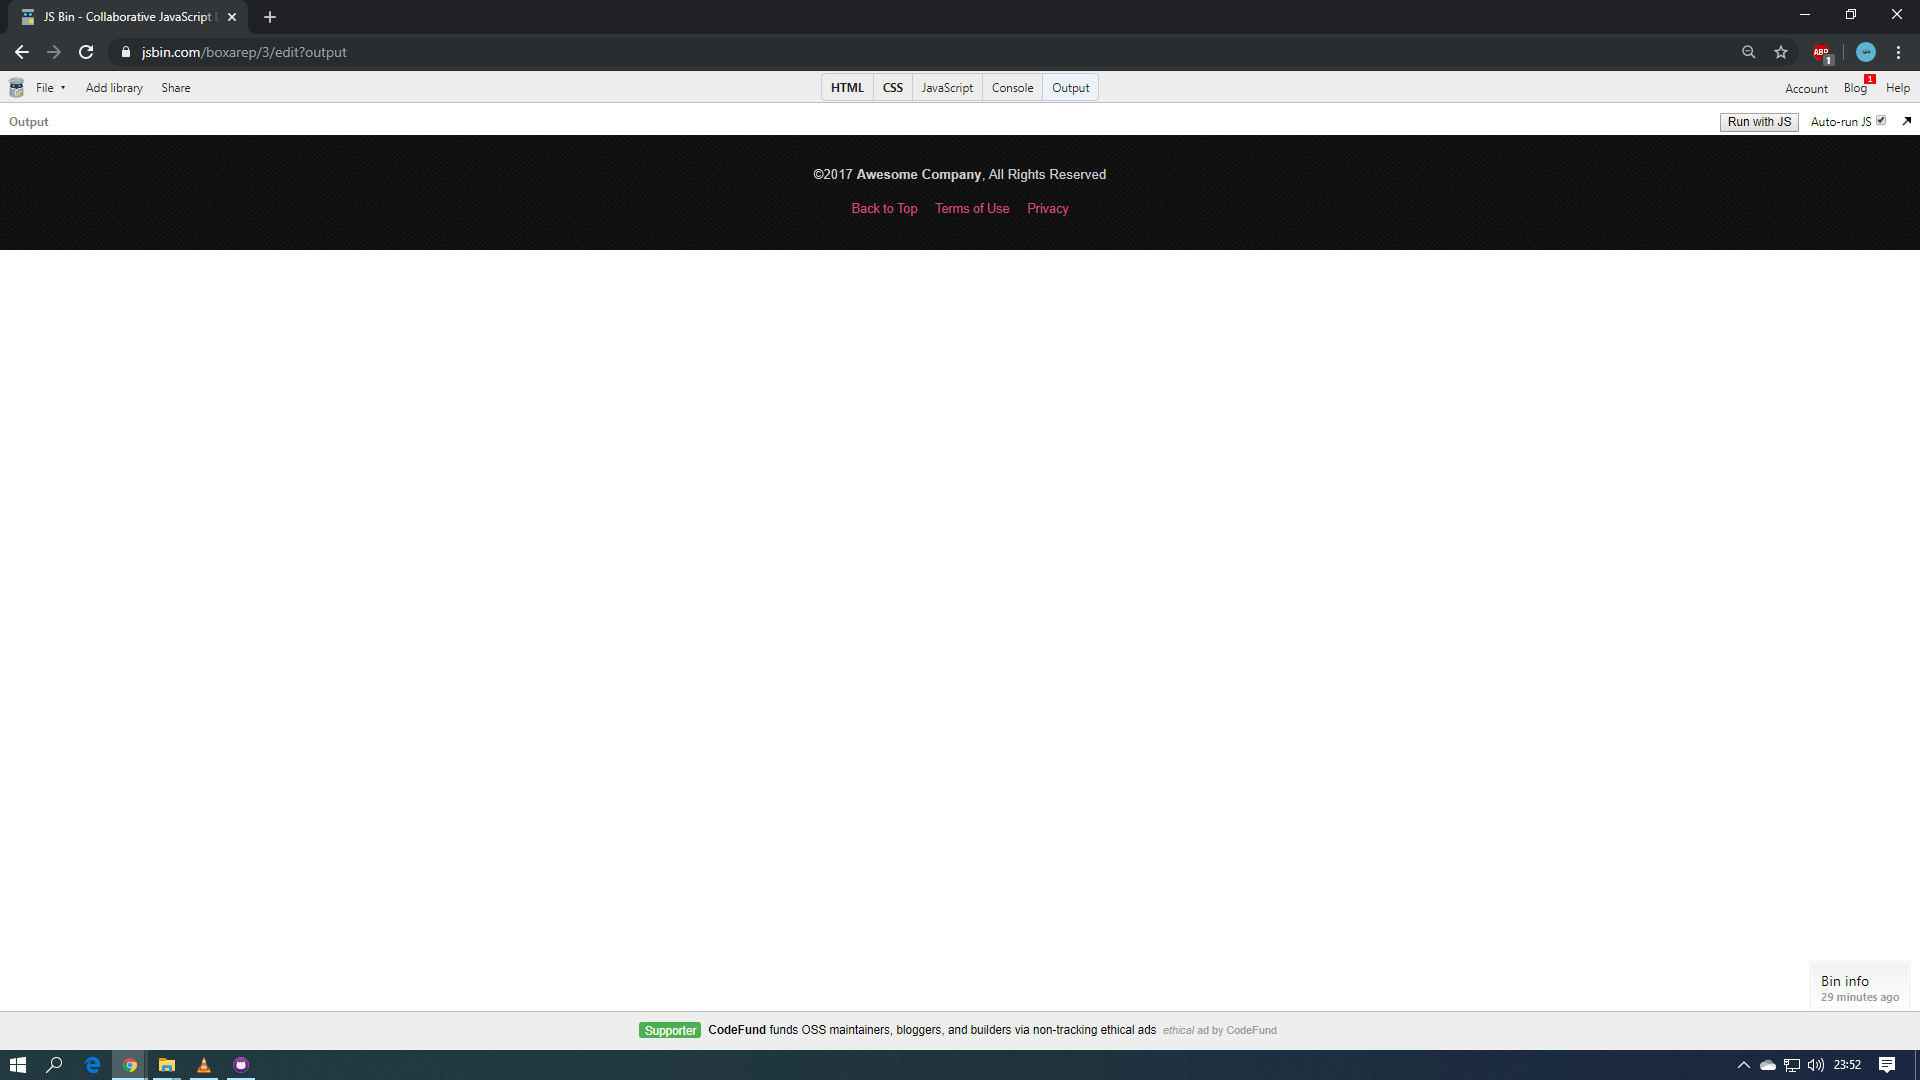 JS Bin - Collaborative JavaScript
jsbin.com/boxarep/3/edit?output
ABP
1
File
Add library
Share
HTML
CSS
JavaScript
Console
Output
Account
Blog
1
Help
Output
Run with JS
Auto-run JS
©2017 Awesome Company, All Rights Reserved
Back to Top Terms of Use Privacy
Bin info
29 minutes ago
Supporter CodeFund funds OSS maintainers, bloggers, and builders via non-tracking ethical ads ethical ad by CodeFund
23:52